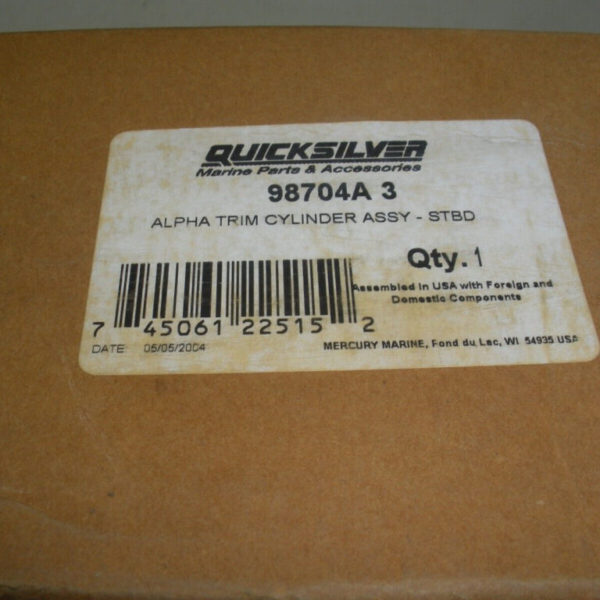 QUICKSILVER
Marine Parts & Accessories
98704A 3
ALPHA TRIM CYLINDER ASSY - STBD
Qty. 1
Assembled in USA with Foreign and
Domestic Components
7 45061 22515 2
DATE: 05/05/2004
MERCURY MARINE, Fond du Lac, WI 54935 USA